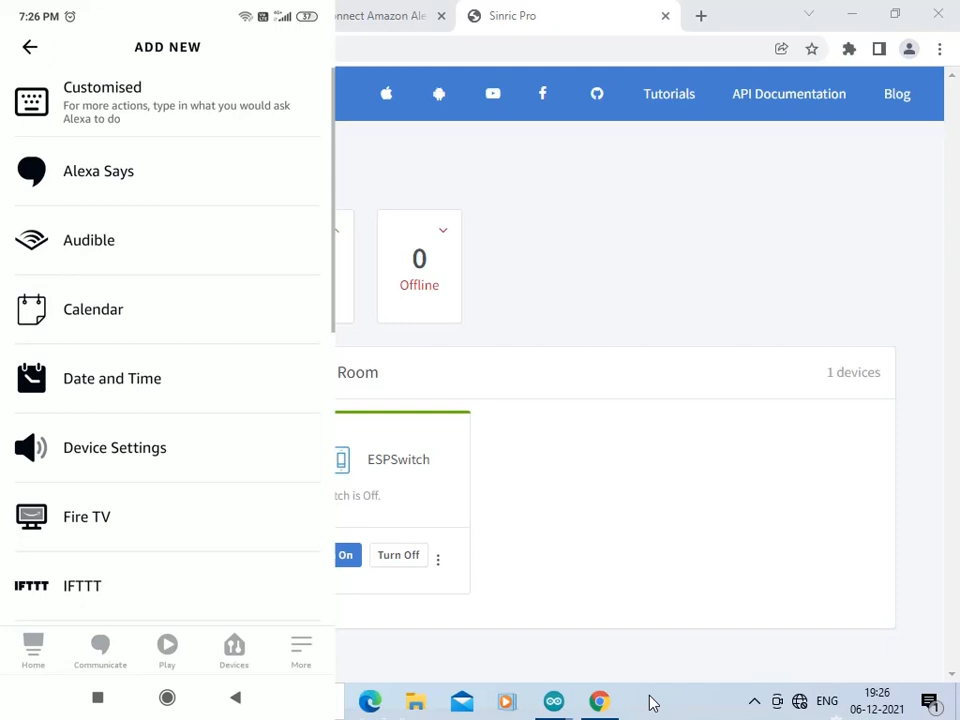 7:26 PM
37
ADD NEW
Customised
For more actions, type in what you would ask
Alexa to do
Alexa Says
Audible
Calendar
Date and Time
Device Settings
Fire TV
IFTTT
IFTTT
Home
Communicate
Play
Devices
More
onnect Amazon Ale
Sinric Pro
Tutorials
API Documentation
Blog
0
Offline
Room
1 devices
ESPSwitch
tch is Off.
On
Turn Off
ENG
19:26
06-12-2021
1